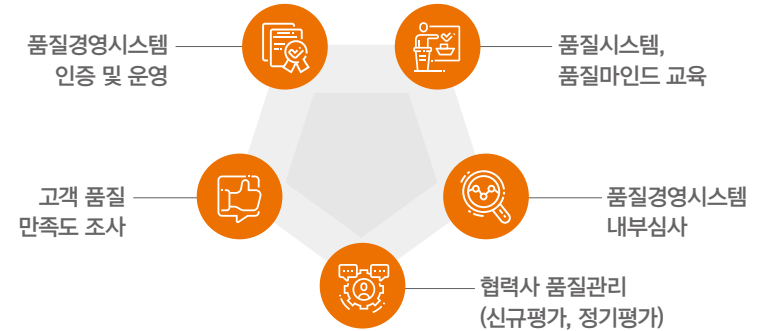 품질경영시스템
인증 및 운영
품질시스템,
품질마인드 교육
고객 품질
만족도 조사
품질경영시스템
내부심사
협력사 품질관리
(신규평가, 정기평가)